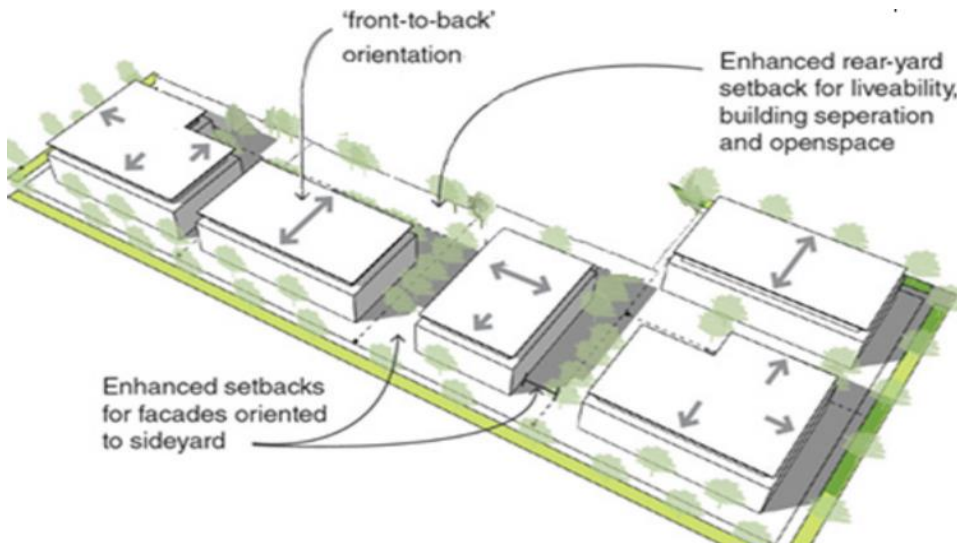 'front-to-back'
orientation
Enhanced rear-yard
setback for liveability,
building seperation
and openspace
Enhanced setbacks
for facades oriented
to sideyard